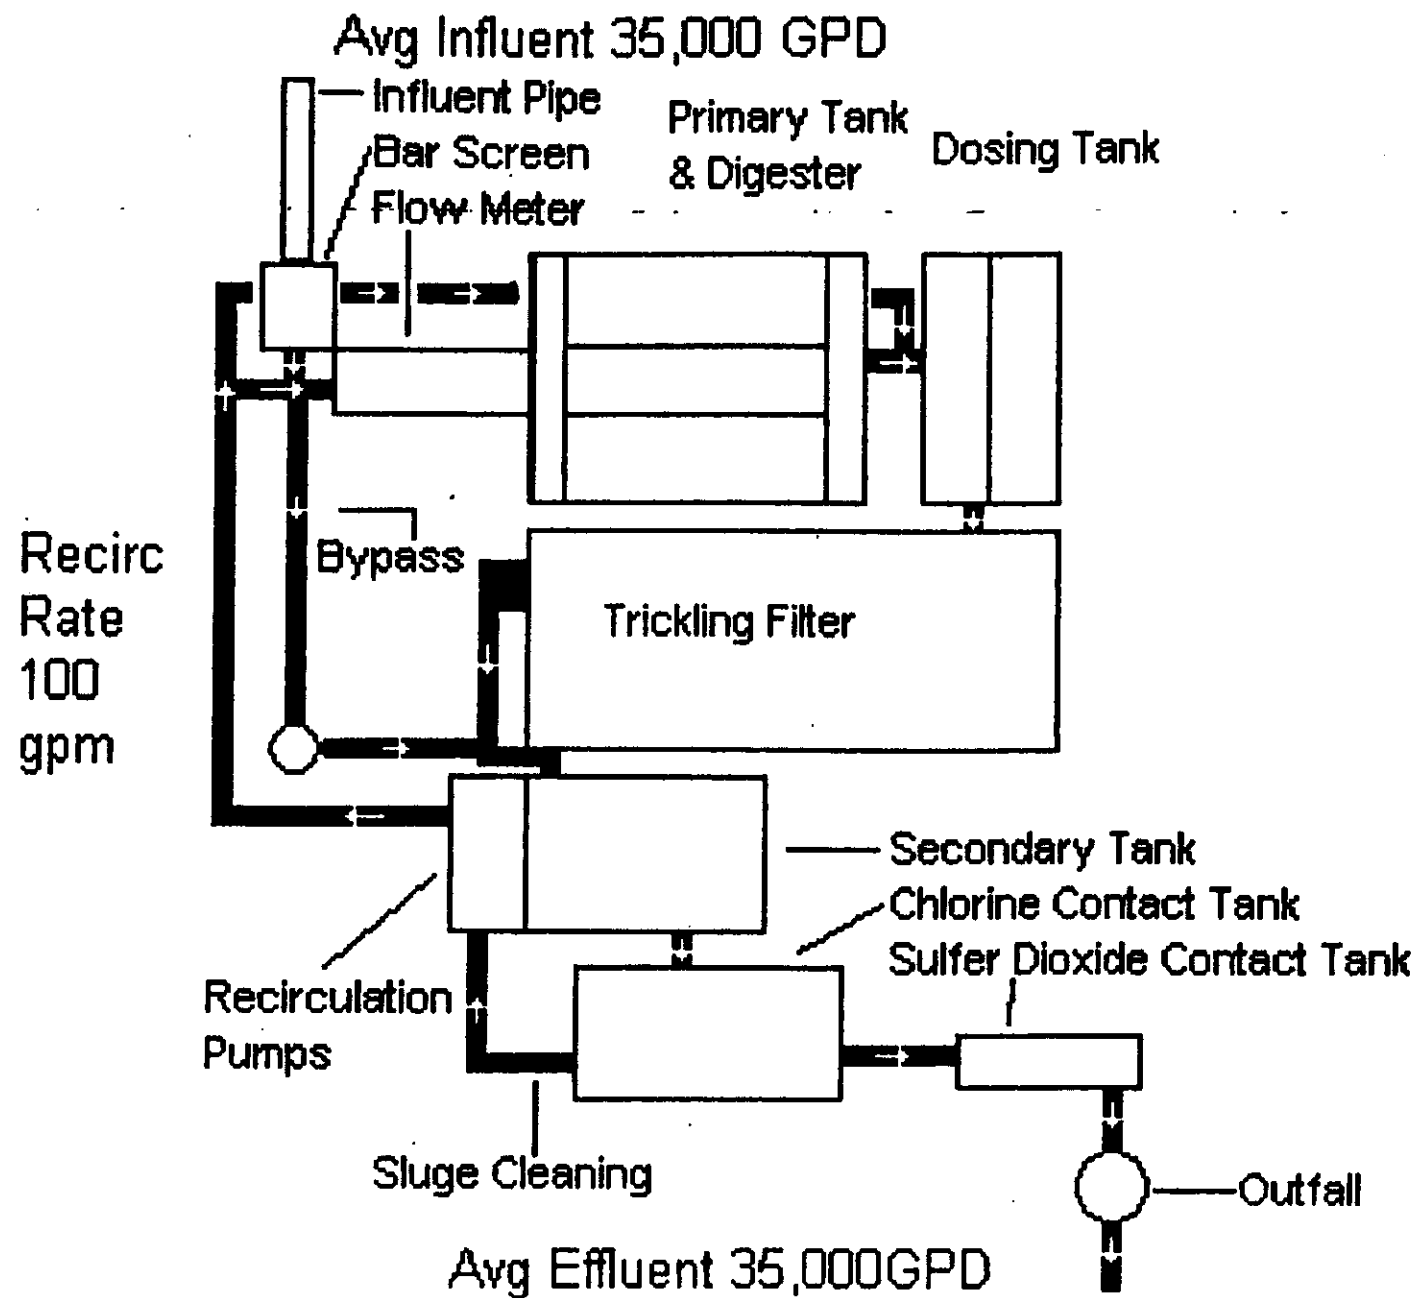 Avg Influent 35,000 GPD
Influent Pipe
Bar Screen
Flow Meter
Primary Tank
& Digester
Dosing Tank
Recirc
Rate
100
gpm
Bypass
Trickling Filter
Secondary Tank
Chlorine Contact Tank
Sulfer Dioxide Contact Tank
Recirculation
Pumps
Sluge Cleaning
Outfall
Avg Effluent 35,000GPD